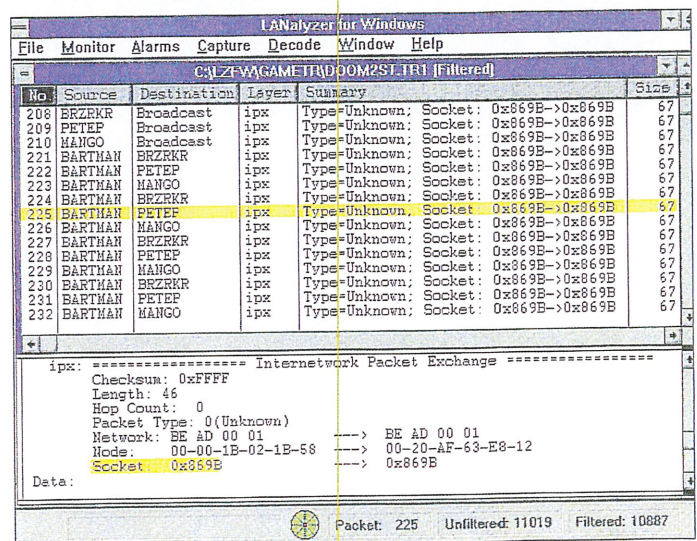 LANalyzer for Windows
File Monitor Alarms Capture Decode Window Help
C:\LZFW\GAMETR\DOOM2ST.TR1 [Filtered]
No. Source Destination Layer Summary Size
208 BRZRKR Broadcast ipx Type=Unknown; Socket: 0x869B->0x869B 67
209 PETEP Broadcast ipx Type=Unknown; Socket: 0x869B->0x869B 67
210 MANGO Broadcast ipx Type=Unknown; Socket: 0x869B->0x869B 67
221 BARTMAN BRZRKR ipx Type=Unknown; Socket: 0x869B->0x869B 67
222 BARTMAN PETEP ipx Type=Unknown; Socket: 0x869B->0x869B 67
223 BARTMAN MANGO ipx Type=Unknown; Socket: 0x869B->0x869B 67
224 BARTMAN BRZRKR ipx Type=Unknown; Socket: 0x869B->0x869B 67
225 BARTMAN PETEP ipx Type=Unknown; Socket: 0x869B->0x869B 67
226 BARTMAN MANGO ipx Type=Unknown; Socket: 0x869B->0x869B 67
227 BARTMAN BRZRKR ipx Type=Unknown; Socket: 0x869B->0x869B 67
228 BARTMAN PETEP ipx Type=Unknown; Socket: 0x869B->0x869B 67
229 BARTMAN MANGO ipx Type=Unknown; Socket: 0x869B->0x869B 67
230 BARTMAN BRZRKR ipx Type=Unknown; Socket: 0x869B->0x869B 67
231 BARTMAN PETEP ipx Type=Unknown; Socket: 0x869B->0x869B 67
232 BARTMAN MANGO ipx Type=Unknown; Socket: 0x869B->0x869B 67
ipx: ================== Internetwork Packet Exchange =================
Checksum: 0xFFFF
Length: 46
Hop Count: 0
Packet Type: 0(Unknown)
Network: BE AD 00 01 ---> BE AD 00 01
Node: 00-00-1B-02-1B-58 ---> 00-20-AF-63-E8-12
Socket: 0x869B ---> 0x869B
Data:
Packet: 225 Unfiltered: 11019 Filtered: 10887